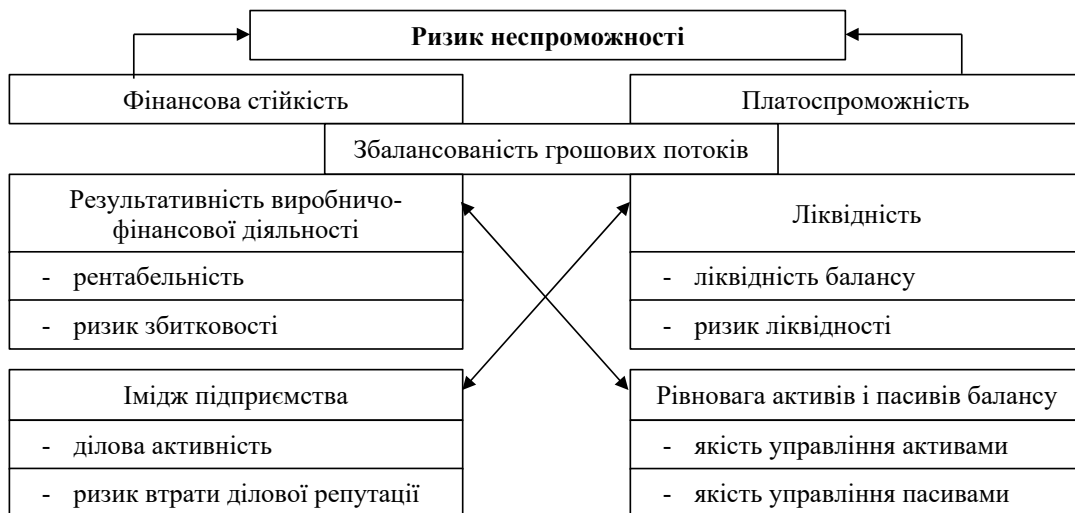 Ризик неспроможності
Фінансова стійкість
Платоспроможність
Збалансованість грошових потоків
Результативність виробничо-
фінансової діяльності
- рентабельність
- ризик збитковості
Ліквідність
- ліквідність балансу
- ризик ліквідності
Імідж підприємства
- ділова активність
- ризик втрати ділової репутації
Рівновага активів і пасивів балансу
- якість управління активами
- якість управління пасивами